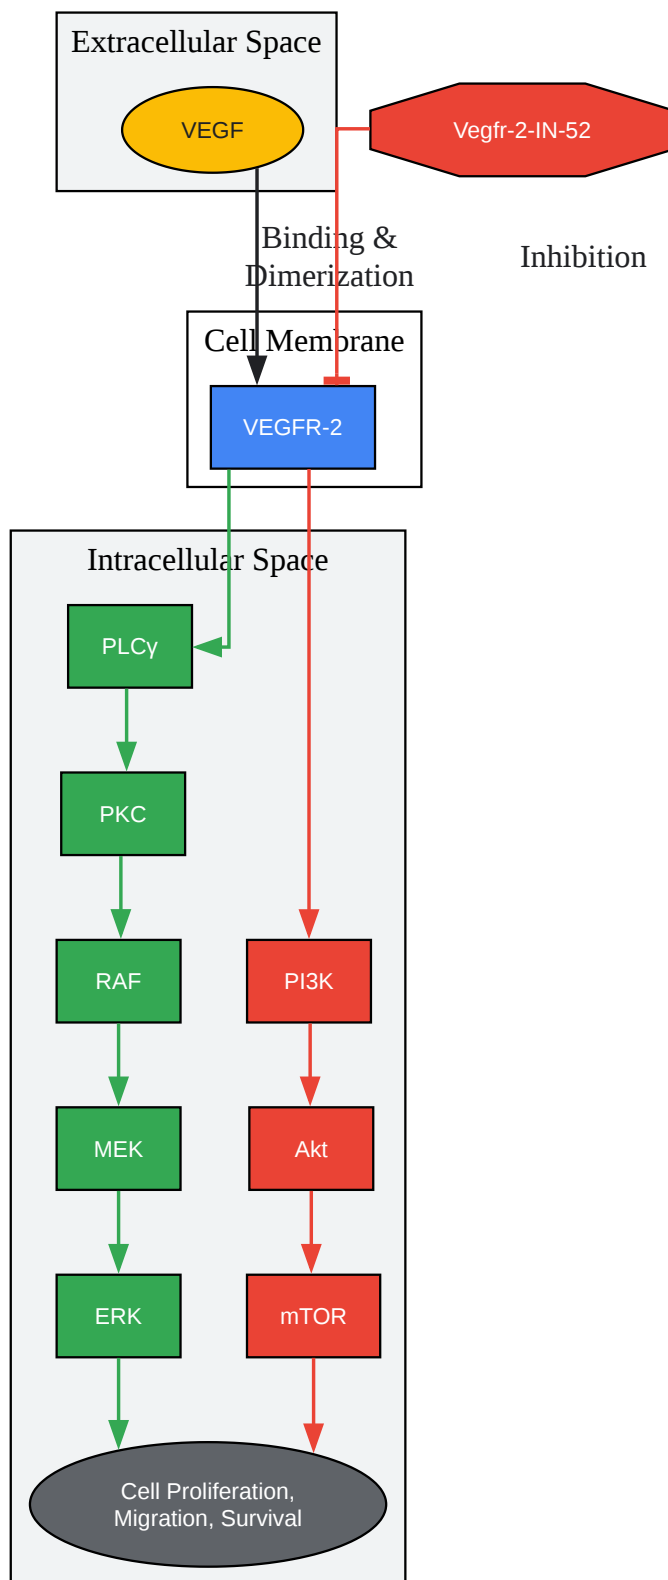 Extracellular Space
VEGF
Vegfr-2-IN-52
Binding &
Dimerization
Inhibition
Cell Membrane
VEGFR-2
Intracellular Space
PLCγ
PKC
RAF
PI3K
MEK
Akt
ERK
mTOR
Cell Proliferation,
Migration, Survival